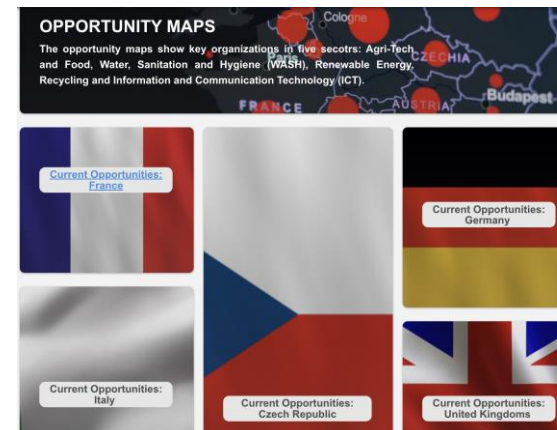 OPPORTUNITY MAPS
The opportunity maps show key organizations in five secotrs: Agri-Tech
and Food, Water, Sanitation and Hygiene (WASH), Renewable Energy,
Recycling and Information and Communication Technology (ICT).
Cologne
Paris
CZECHIA
FRANCE
AUSTRIA
Budapest
Current Opportunities:
France
Current Opportunities:
Germany
Current Opportunities:
Italy
Current Opportunities:
Czech Republic
Current Opportunities:
United Kingdoms